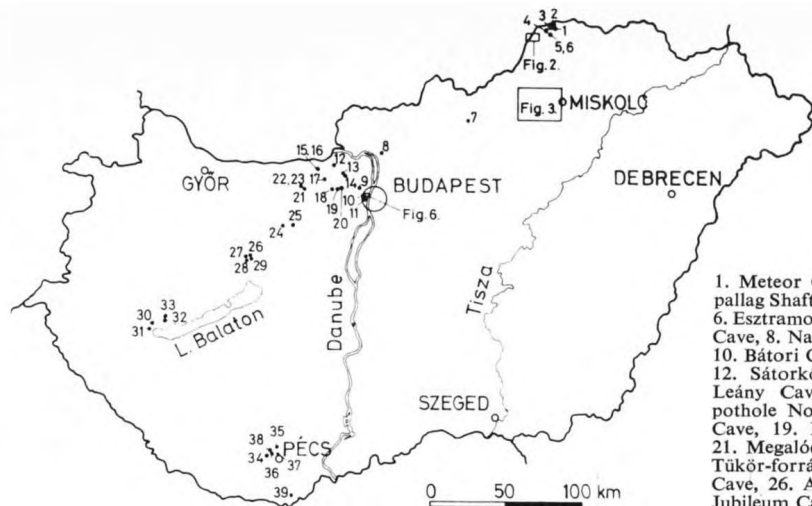 4 3 2
1
5,6
Fig. 2.
Fig. 3.
MISKOLC
7
8
15,16
12
13
GYŐR
22,23
17
14
9
BUDAPEST
DEBRECEN
21
18
19
10
20
11
Fig. 6.
25
24
27
26
28
29
33
30
32
31
L. Balaton
Danube
Tisza
SZEGED
35
38
PÉCS
34
36
37
39
0 50 100 km
1. Meteor
pallag Shaft
6. Esztramo
Cave, 8. Na
10. Bátori C
12. Sátorkő
Leány Cav
pothole No
Cave, 19.
21. Megalód
Tükör-forrá
Cave, 26. A
Jubileum Ca